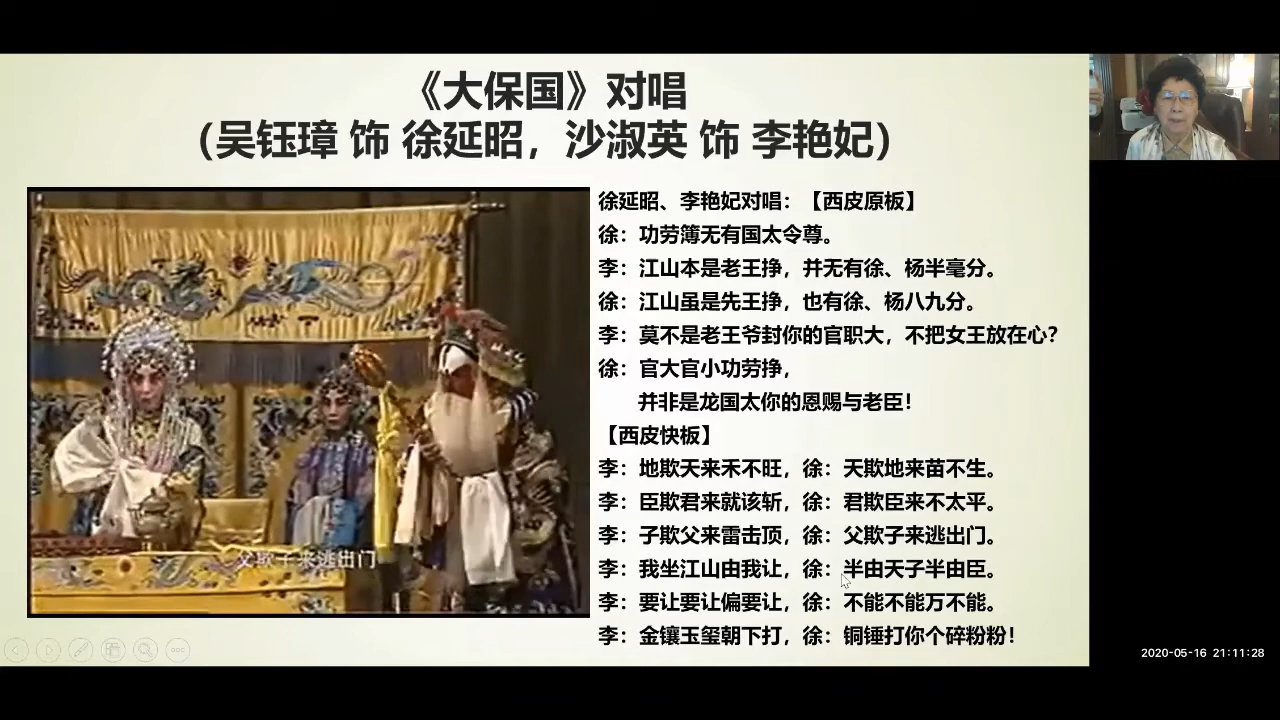 《大保国》对唱
（吴钰璋 饰 徐延昭，沙淑英 饰 李艳妃）
徐延昭、李艳妃对唱：【西皮原板】
徐：功劳簿无有国太令尊。
李：江山本是老王挣，并无有徐、杨半毫分。
徐：江山虽是先王挣，也有徐、杨八九分。
李：莫不是老王爷封你的官职大，不把女王放在心？
徐：官大官小功劳挣，
并非是龙国太你的恩赐与老臣！
【西皮快板】
李：地欺天来禾不旺，徐：天欺地来苗不生。
李：臣欺君来就该斩，徐：君欺臣来不太平。
李：子欺父来雷击顶，徐：父欺子来逃出门。
李：我坐江山由我让，徐：半由天子半由臣。
李：要让要让偏要让，徐：不能不能万不能。
李：金镶玉玺朝下打，徐：铜锤打你个碎粉粉！
父欺子来逃出门
2020-05-16 21:11:28